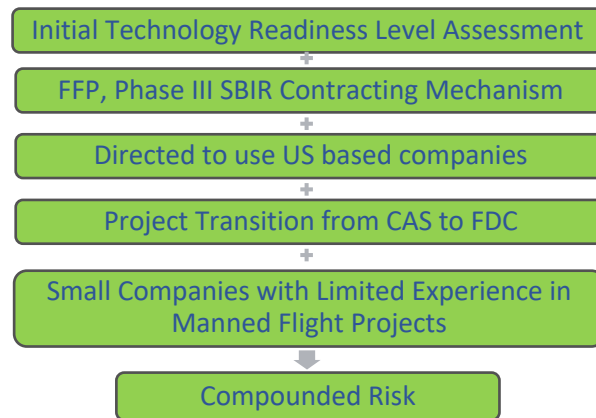 Initial Technology Readiness Level Assessment
+
FFP, Phase III SBIR Contracting Mechanism
+
Directed to use US based companies
+
Project Transition from CAS to FDC
+
Small Companies with Limited Experience in
Manned Flight Projects
Compounded Risk